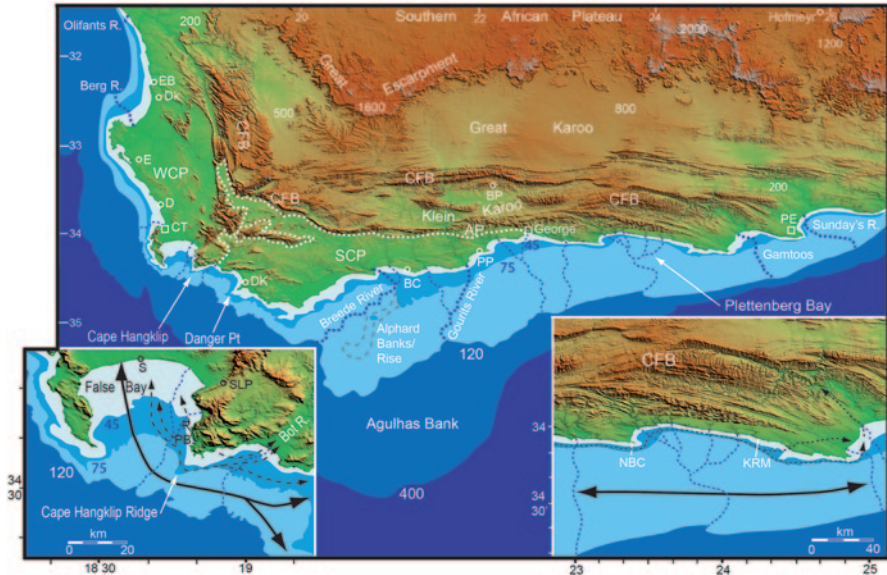 20 Southern 22 African Plateau 24 Hofmeyr 26
Olifants R.
200
2000
1200
32
Great Escarpment
Berg R.
EB
Dk
1600
500
800
CFB
Great Karoo
33
E
WCP
CFB
CFB
BP
CFB
200
D
Klein Karoo
PE
CT
AP
George
Sunday's R.
34
SCP
45
PP
75
Gamtoos
DK
BC
Breede River
Gourits River
Cape Hangklip
Danger Pt
Plettenberg Bay
35
Alphard
Banks/
Rise
120
Agulhas Bank
400
S
False Bay
SLP
45
R
PB
Bot R.
120
75
34
30
Cape Hangklip Ridge
km
0 20
18 30
19
CFB
34
NBC
KRM
34
30'
km
0 40
23
24
25